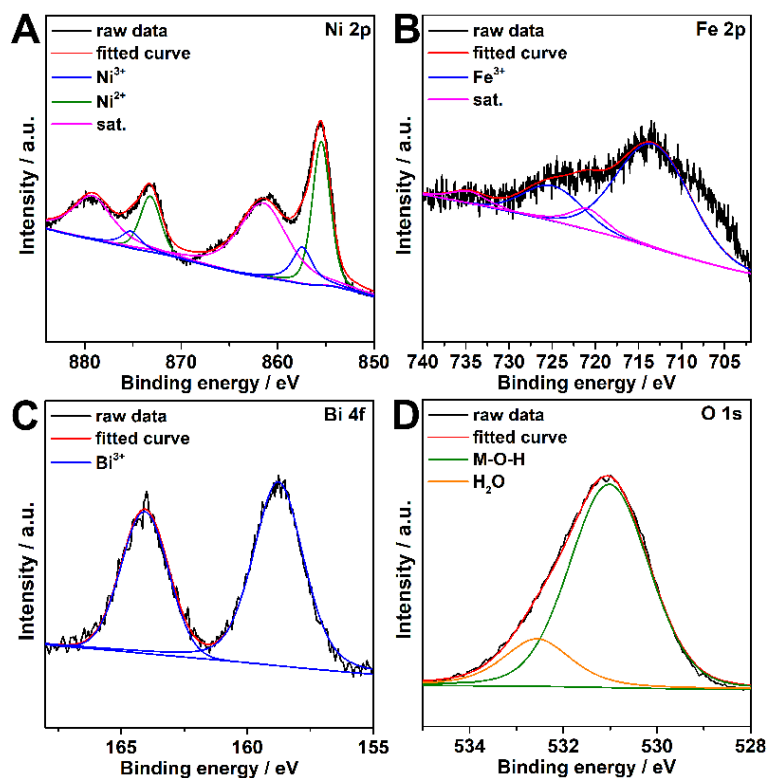 A
raw data
Ni 2p
fitted curve
Ni³⁺
Ni²⁺
sat.
Intensity / a.u.
880 870 860 850
Binding energy / eV
B
raw data
Fe 2p
fitted curve
Fe³⁺
sat.
Intensity / a.u.
740 735 730 725 720 715 710 705
Binding energy / eV
C
raw data
Bi 4f
fitted curve
Bi³⁺
Intensity / a.u.
165 160 155
Binding energy / eV
D
raw data
O 1s
fitted curve
M-O-H
H₂O
Intensity / a.u.
534 532 530 528
Binding energy / eV